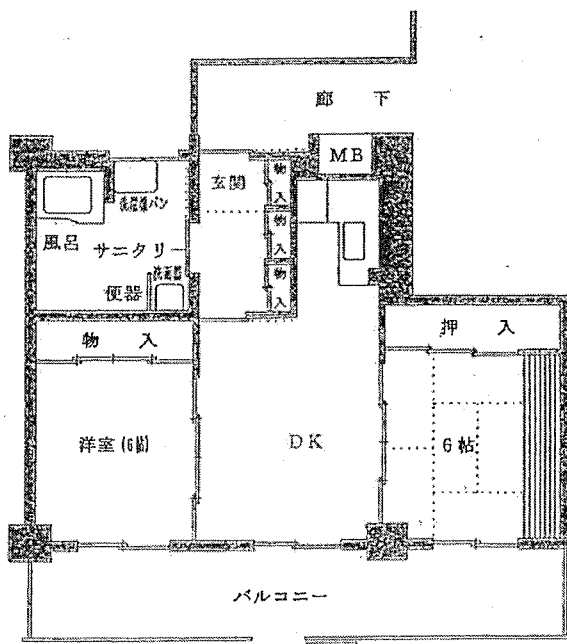 廊 下
MB
玄関
物入
物入
物入
洗濯機パン
風呂
サニタリー
洗面器
便器
物 入
押 入
洋室(6帖)
DK
6帖
バルコニー